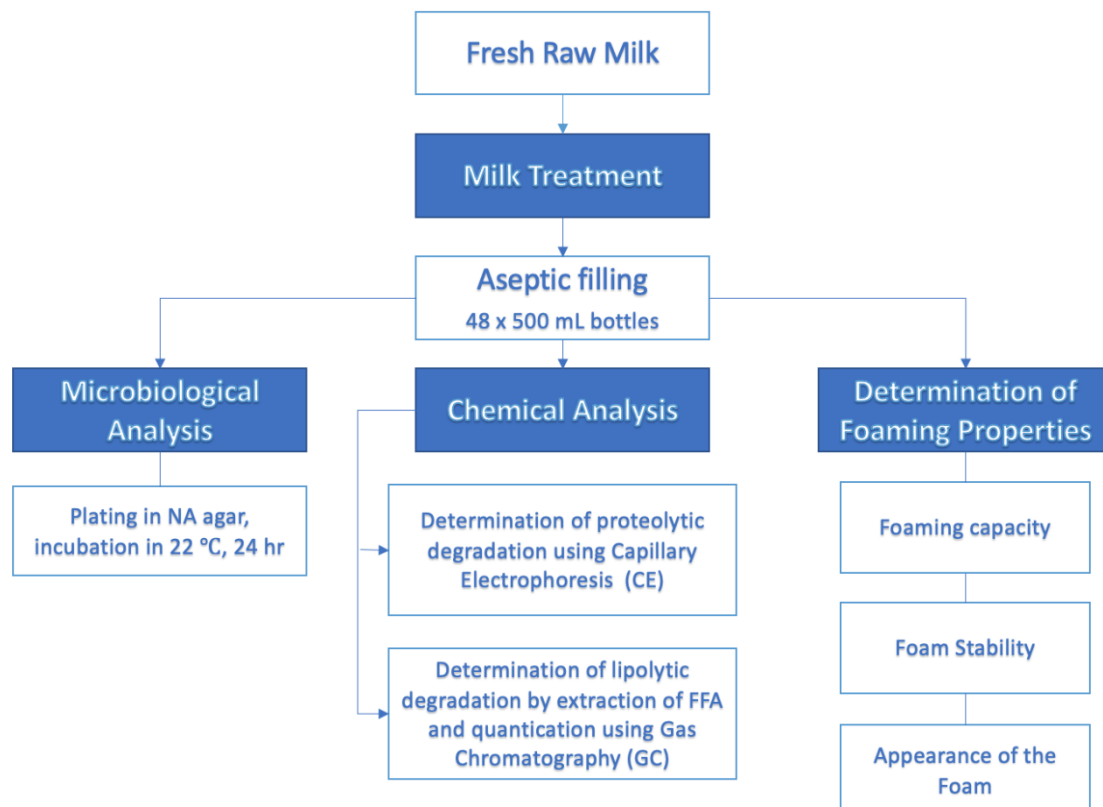 Fresh Raw Milk
Milk Treatment
Aseptic filling
48 x 500 mL bottles
Microbiological
Analysis
Plating in NA agar,
incubation in 22 ℃, 24 hr
Chemical Analysis
Determination of proteolytic
degradation using Capillary
Electrophoresis (CE)
Determination of lipolytic
degradation by extraction of FFA
and quantication using Gas
Chromatography (GC)
Determination of
Foaming Properties
Foaming capacity
Foam Stability
Appearance of the
Foam